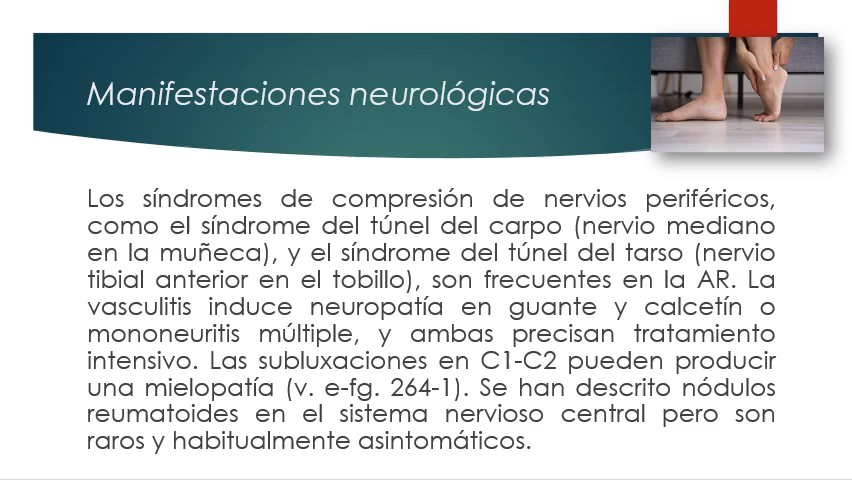 Manifestaciones neurológicas
Los síndromes de compresión de nervios periféricos,
como el síndrome del túnel del carpo (nervio mediano
en la muñeca), y el síndrome del túnel del tarso (nervio
tibial anterior en el tobillo), son frecuentes en la AR. La
vasculitis induce neuropatía en guante y calcetín o
mononeuritis múltiple, y ambas precisan tratamiento
intensivo. Las subluxaciones en C1-C2 pueden producir
una mielopatía (v. e-fg. 264-1). Se han descrito nódulos
reumatoides en el sistema nervioso central pero son
raros y habitualmente asintomáticos.